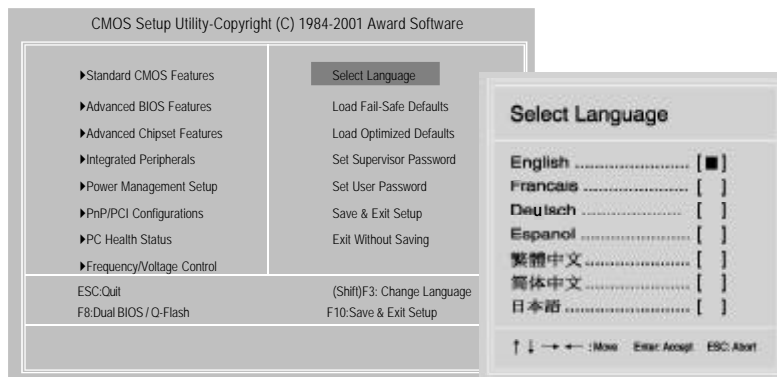 CMOS Setup Utility-Copyright (C) 1984-2001 Award Software
▶Standard CMOS Features
▶Advanced BIOS Features
▶Advanced Chipset Features
▶Integrated Peripherals
▶Power Management Setup
▶PnP/PCI Configurations
▶PC Health Status
▶Frequency/Voltage Control
Select Language
Load Fail-Safe Defaults
Load Optimized Defaults
Set Supervisor Password
Set User Password
Save & Exit Setup
Exit Without Saving
ESC:Quit
(Shift)F3: Change Language
F8:Dual BIOS / Q-Flash
F10:Save & Exit Setup
Select Language
English ........................ [■]
Francais ...................... [ ]
Deutsch ..................... [ ]
Espanol ....................... [ ]
繁體中文 ..................... [ ]
简体中文 ..................... [ ]
日本語 ......................... [ ]
↑ ↓ → ← :Move Enter: Accept ESC: Abort